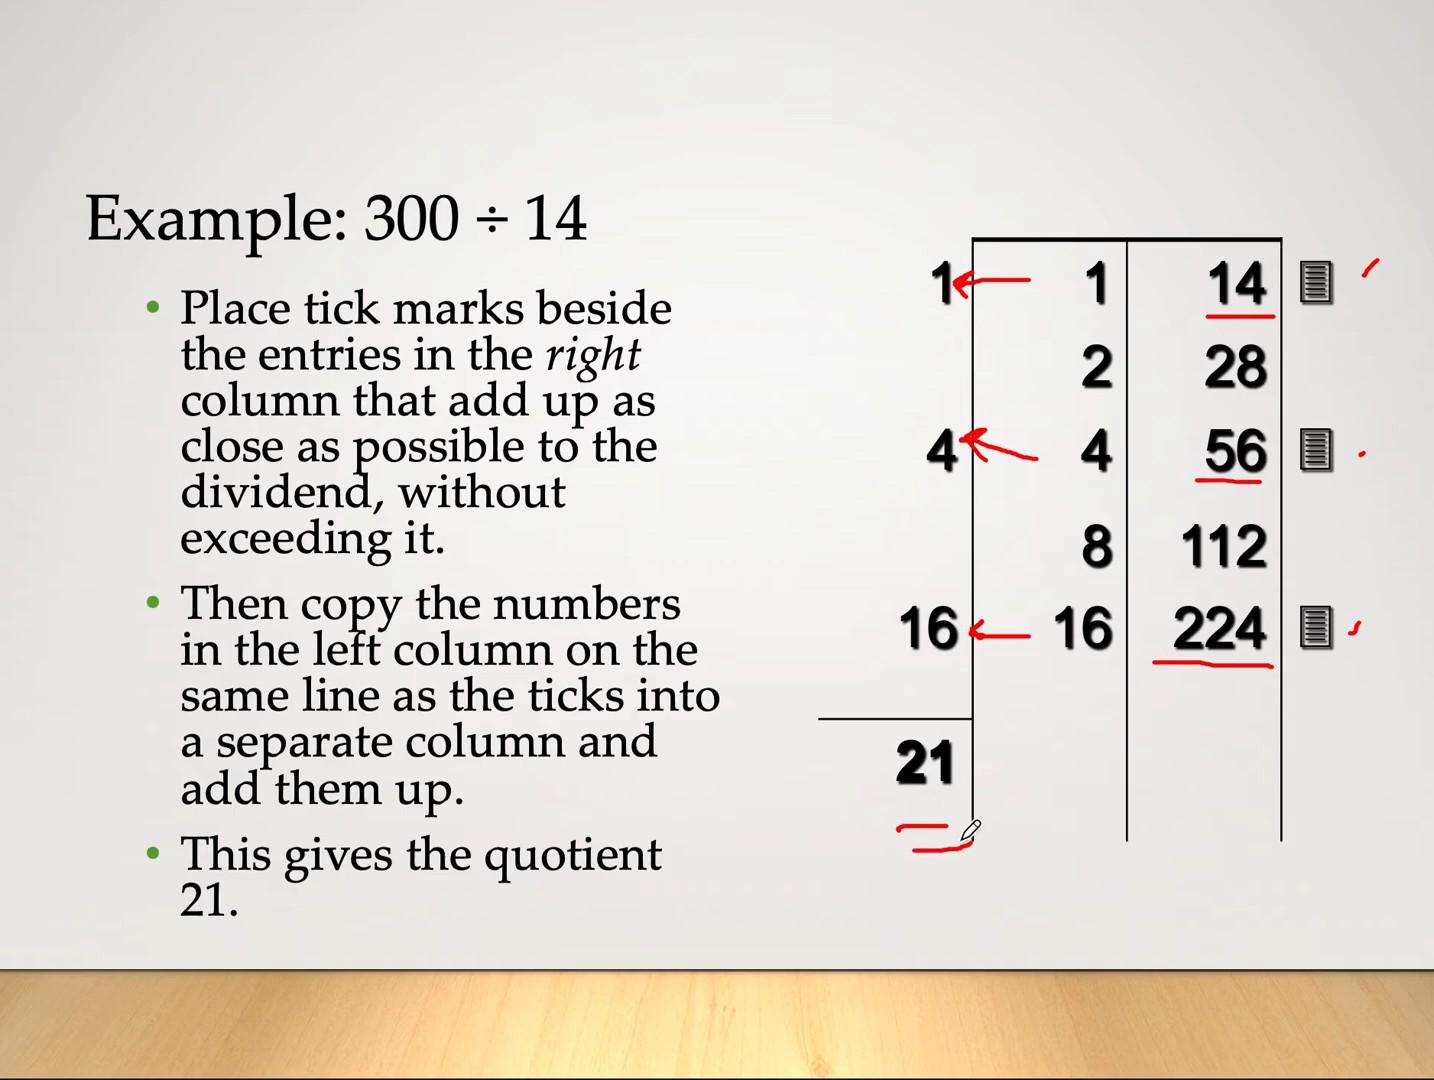 Example: 300 ÷ 14
• Place tick marks beside
the entries in the right
column that add up as
close as possible to the
dividend, without
exceeding it.
• Then copy the numbers
in the left column on the
same line as the ticks into
a separate column and
add them up.
• This gives the quotient
21.
1 1 14
2 28
4 4 56
8 112
16 16 224
21